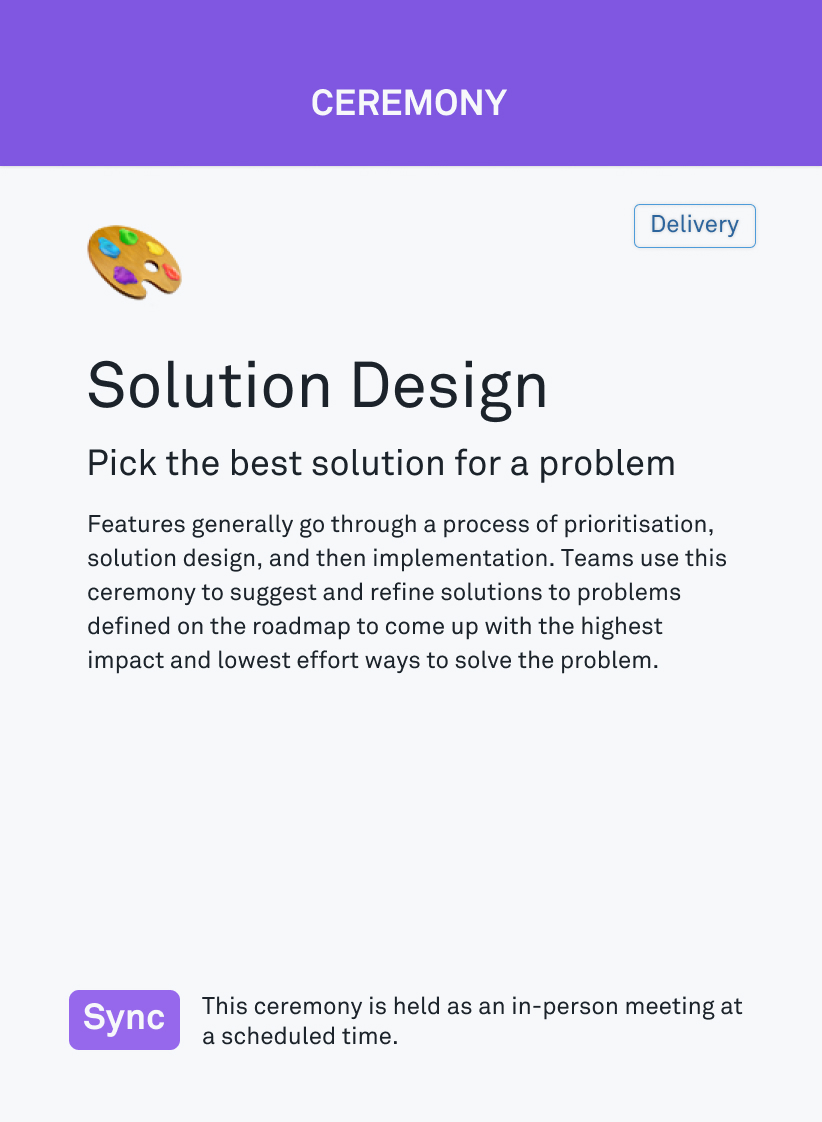 CEREMONY
Delivery
Solution Design
Pick the best solution for a problem
Features generally go through a process of prioritisation,
solution design, and then implementation. Teams use this
ceremony to suggest and refine solutions to problems
defined on the roadmap to come up with the highest
impact and lowest effort ways to solve the problem.
Sync
This ceremony is held as an in-person meeting at
a scheduled time.